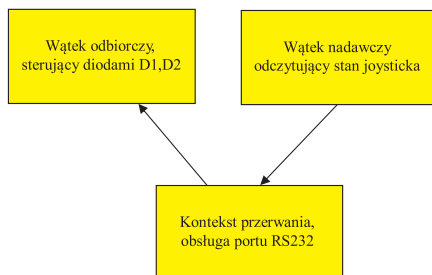 Wątek odbiorczy,
sterujący diodami D1,D2
Wątek nadawczy
odczytujący stan joysticka
Kontekst przerwania,
obsługa portu RS232